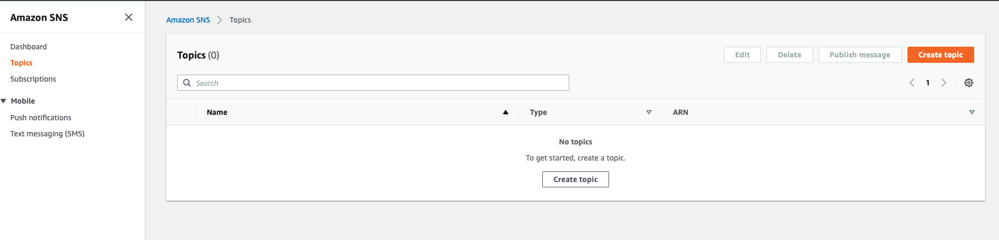 Amazon SNS
Dashboard
Topics
Subscriptions
Mobile
Push notifications
Text messaging (SMS)
Amazon SNS Topics
Topics (0)
Edit Delete Publish message Create topic
Search
1
Name Type ARN
No topics
To get started, create a topic.
Create topic